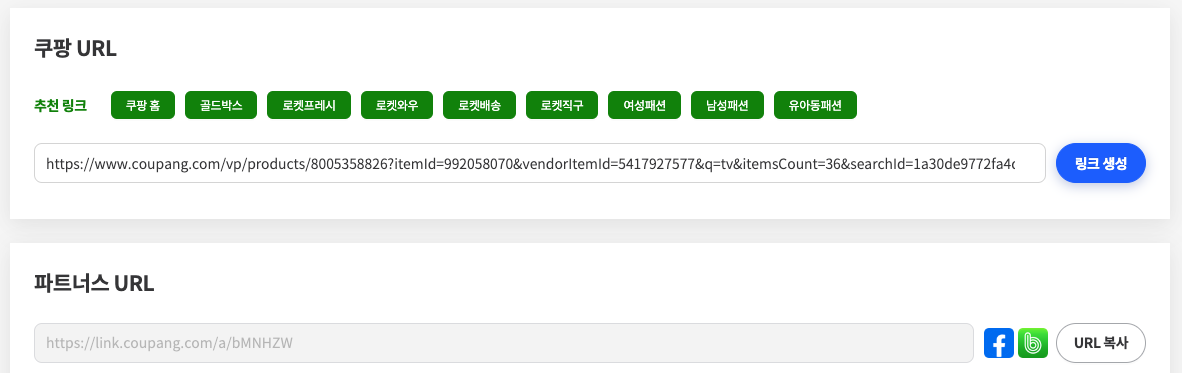 쿠팡 URL
추천 링크 쿠팡 홈 골드박스 로켓프레시 로켓와우 로켓배송 로켓직구 여성패션 남성패션 유아동패션
https://www.coupang.com/vp/products/8005358826?itemId=992058070&vendorItemId=5417927577&q=tv&itemsCount=36&searchId=1a30de9772fa4c 링크 생성
파트너스 URL
https://link.coupang.com/a/bMNHZW URL 복사